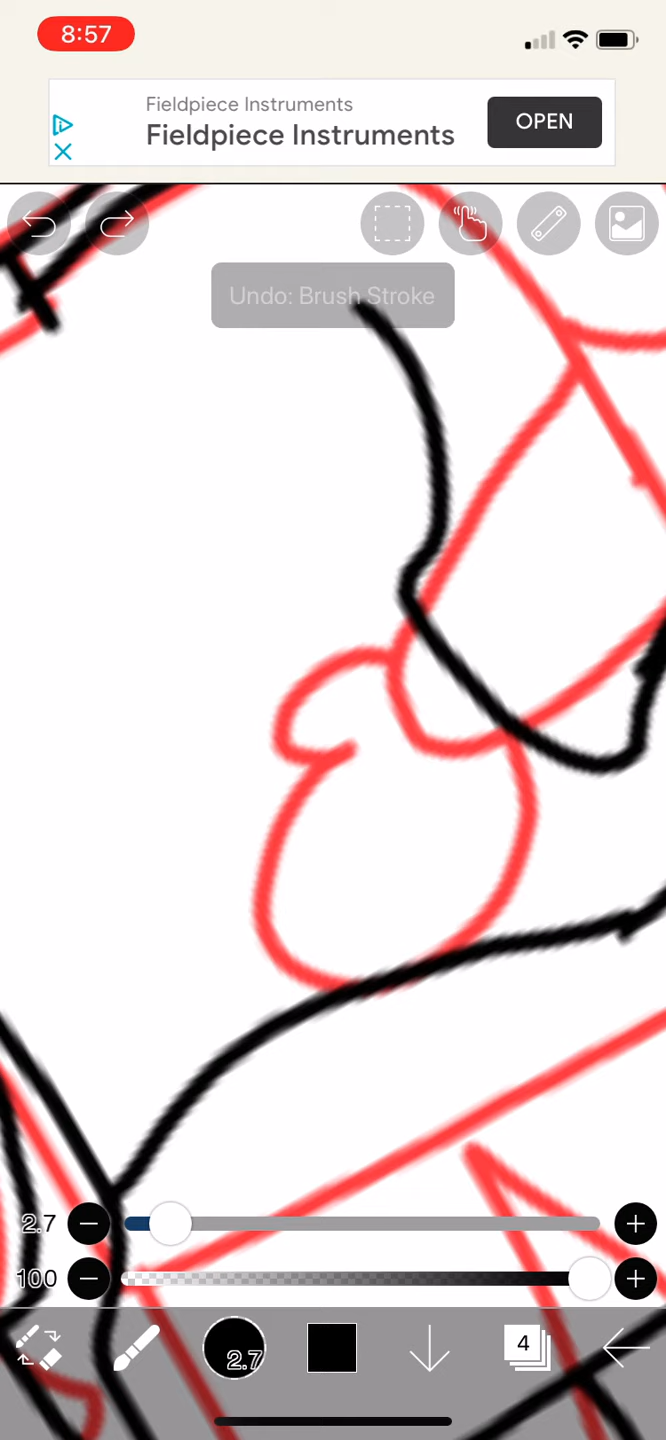 8:57
Fieldpiece Instruments
Fieldpiece Instruments
OPEN
Undo: Brush Stroke
2.7
100
2.7
4